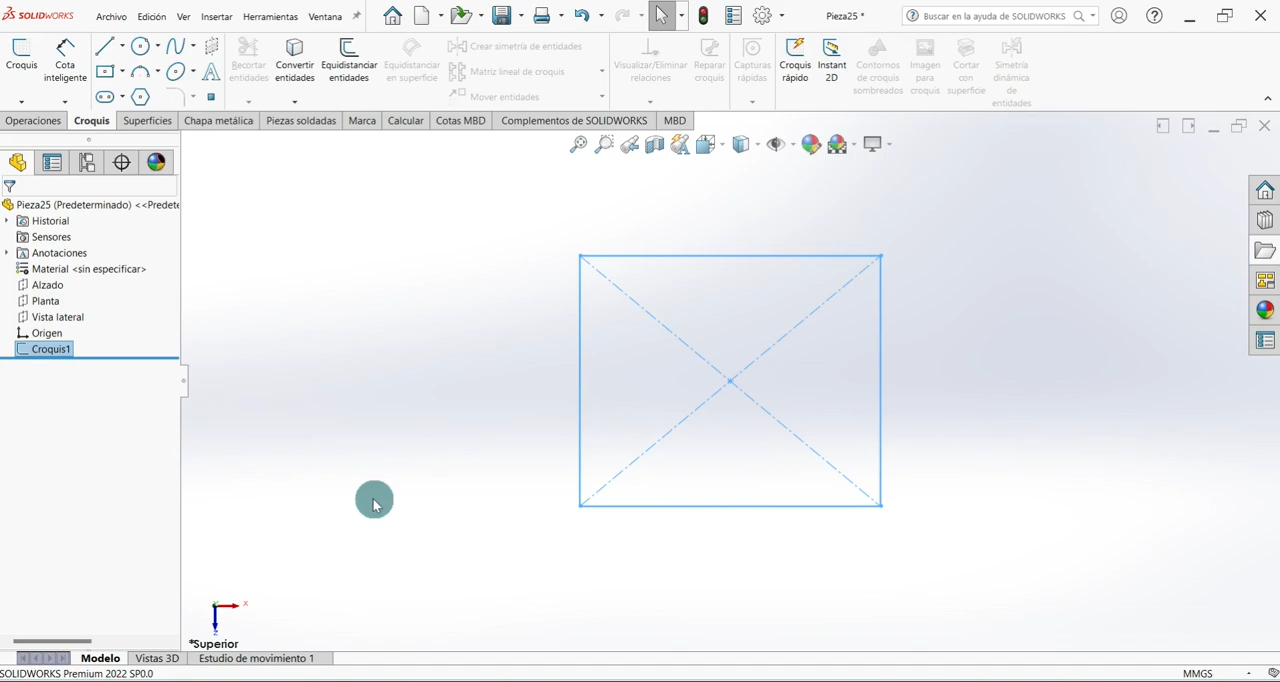 SOLIDWORKS
Archivo Edición Ver Insertar Herramientas Ventana
Pieza25 *
Buscar en la ayuda de SOLIDWORKS
Croquis
Cota inteligente
Recortar entidades
Convertir entidades
Equidistanciar entidades
Equidistanciar en superficie
Crear simetría de entidades
Matriz lineal de croquis
Mover entidades
Visualizar/Eliminar relaciones
Reparar croquis
Capturas rápidas
Croquis rápido
Instant 2D
Contornos de croquis sombreados
Imagen para croquis
Cortar con superficie
Simetría dinámica de entidades
Operaciones Croquis Superficies Chapa metálica Piezas soldadas Marca Calcular Cotas MBD Complementos de SOLIDWORKS MBD
Pieza25 (Predeterminado) <<Predete
Historial
Sensores
Anotaciones
Material <sin especificar>
Alzado
Planta
Vista lateral
Origen
Croquis1
X
Z
*Superior
Modelo Vistas 3D Estudio de movimiento 1
SOLIDWORKS Premium 2022 SP0.0
MMGS